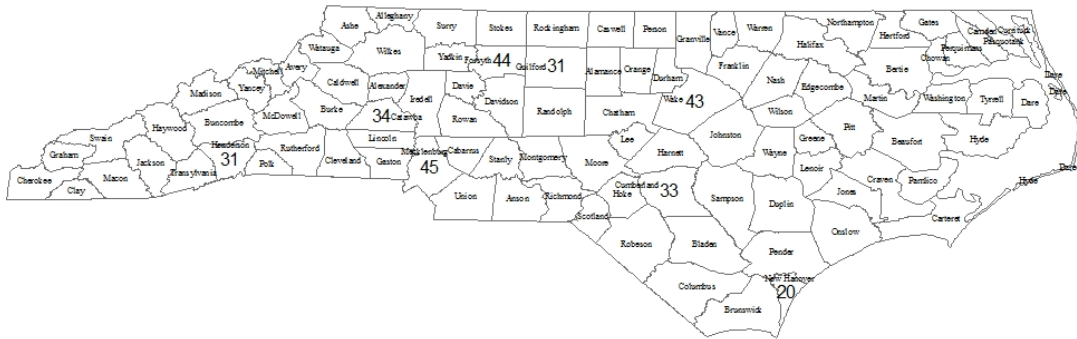 Ashe
Alleghany
Surry
Stokes
Rockingham
Caswell
Person
Granville
Vance
Warren
Halifax
Northampton
Hertford
Gates
Camden
Currituck
Pasquotank
Perquimans
Chowan
Watauga
Wilkes
Yadkin
Forsyth
44
Guilford
31
Alamance
Orange
Durham
Franklin
Nash
Edgecombe
Bertie
Martin
Washington
Tyrrell
Dare
Dare
Dare
Mitchell
Avery
Caldwell
Alexander
Iredell
Davie
Davidson
Randolph
Chatham
Wake
43
Wilson
Madison
Yancey
McDowell
Burke
34
Catawba
Rowan
Johnston
Greene
Pitt
Beaufort
Hyde
Haywood
Buncombe
Rutherford
Lincoln
Lee
Harnett
Wayne
Lenoir
Craven
Pamlico
Swain
Graham
Jackson
Henderson
31
Polk
Cleveland
Gaston
Mecklenburg
45
Cabarrus
Stanly
Montgomery
Moore
Cherokee
Clay
Macon
Transylvania
Union
Anson
Richmond
Hoke
Cumberland
33
Sampson
Duplin
Jones
Carteret
Hyde
Dare
Scotland
Robeson
Bladen
Pender
Onslow
Columbus
Brunswick
New Hanover
20